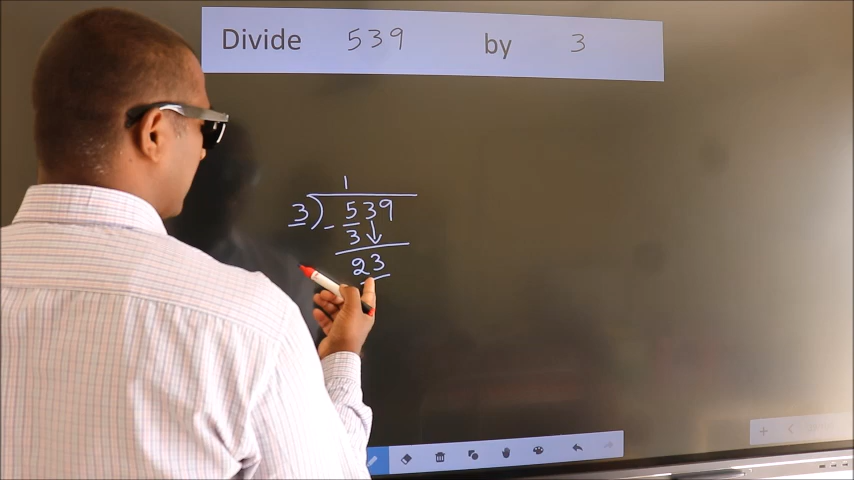 Divide 539 by 3
1
3 ) 539
- 3 ↓
23